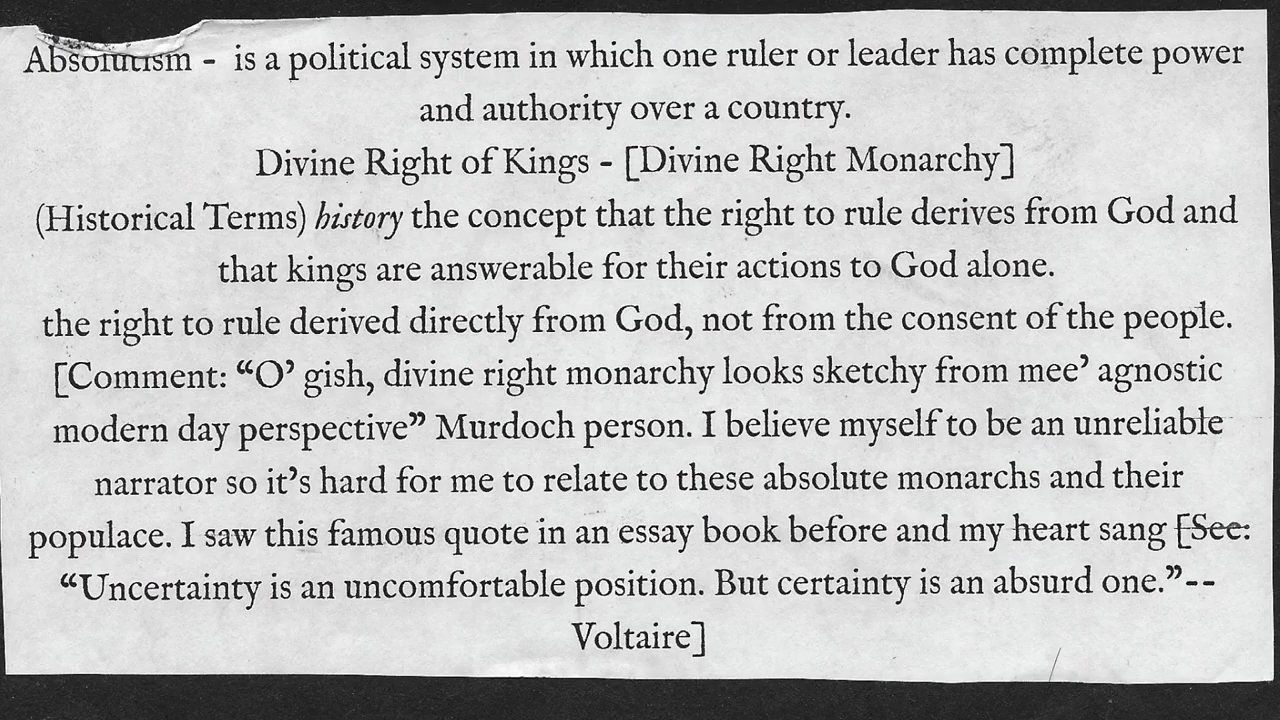 Absolutism -  is a political system in which one ruler or leader has complete power
and authority over a country.
Divine Right of Kings - [Divine Right Monarchy]
(Historical Terms) history the concept that the right to rule derives from God and
that kings are answerable for their actions to God alone.
the right to rule derived directly from God, not from the consent of the people.
[Comment: “O’ gish, divine right monarchy looks sketchy from mee’ agnostic
modern day perspective” Murdoch person. I believe myself to be an unreliable
narrator so it’s hard for me to relate to these absolute monarchs and their
populace. I saw this famous quote in an essay book before and my heart sang [See:
“Uncertainty is an uncomfortable position. But certainty is an absurd one.”--
Voltaire]